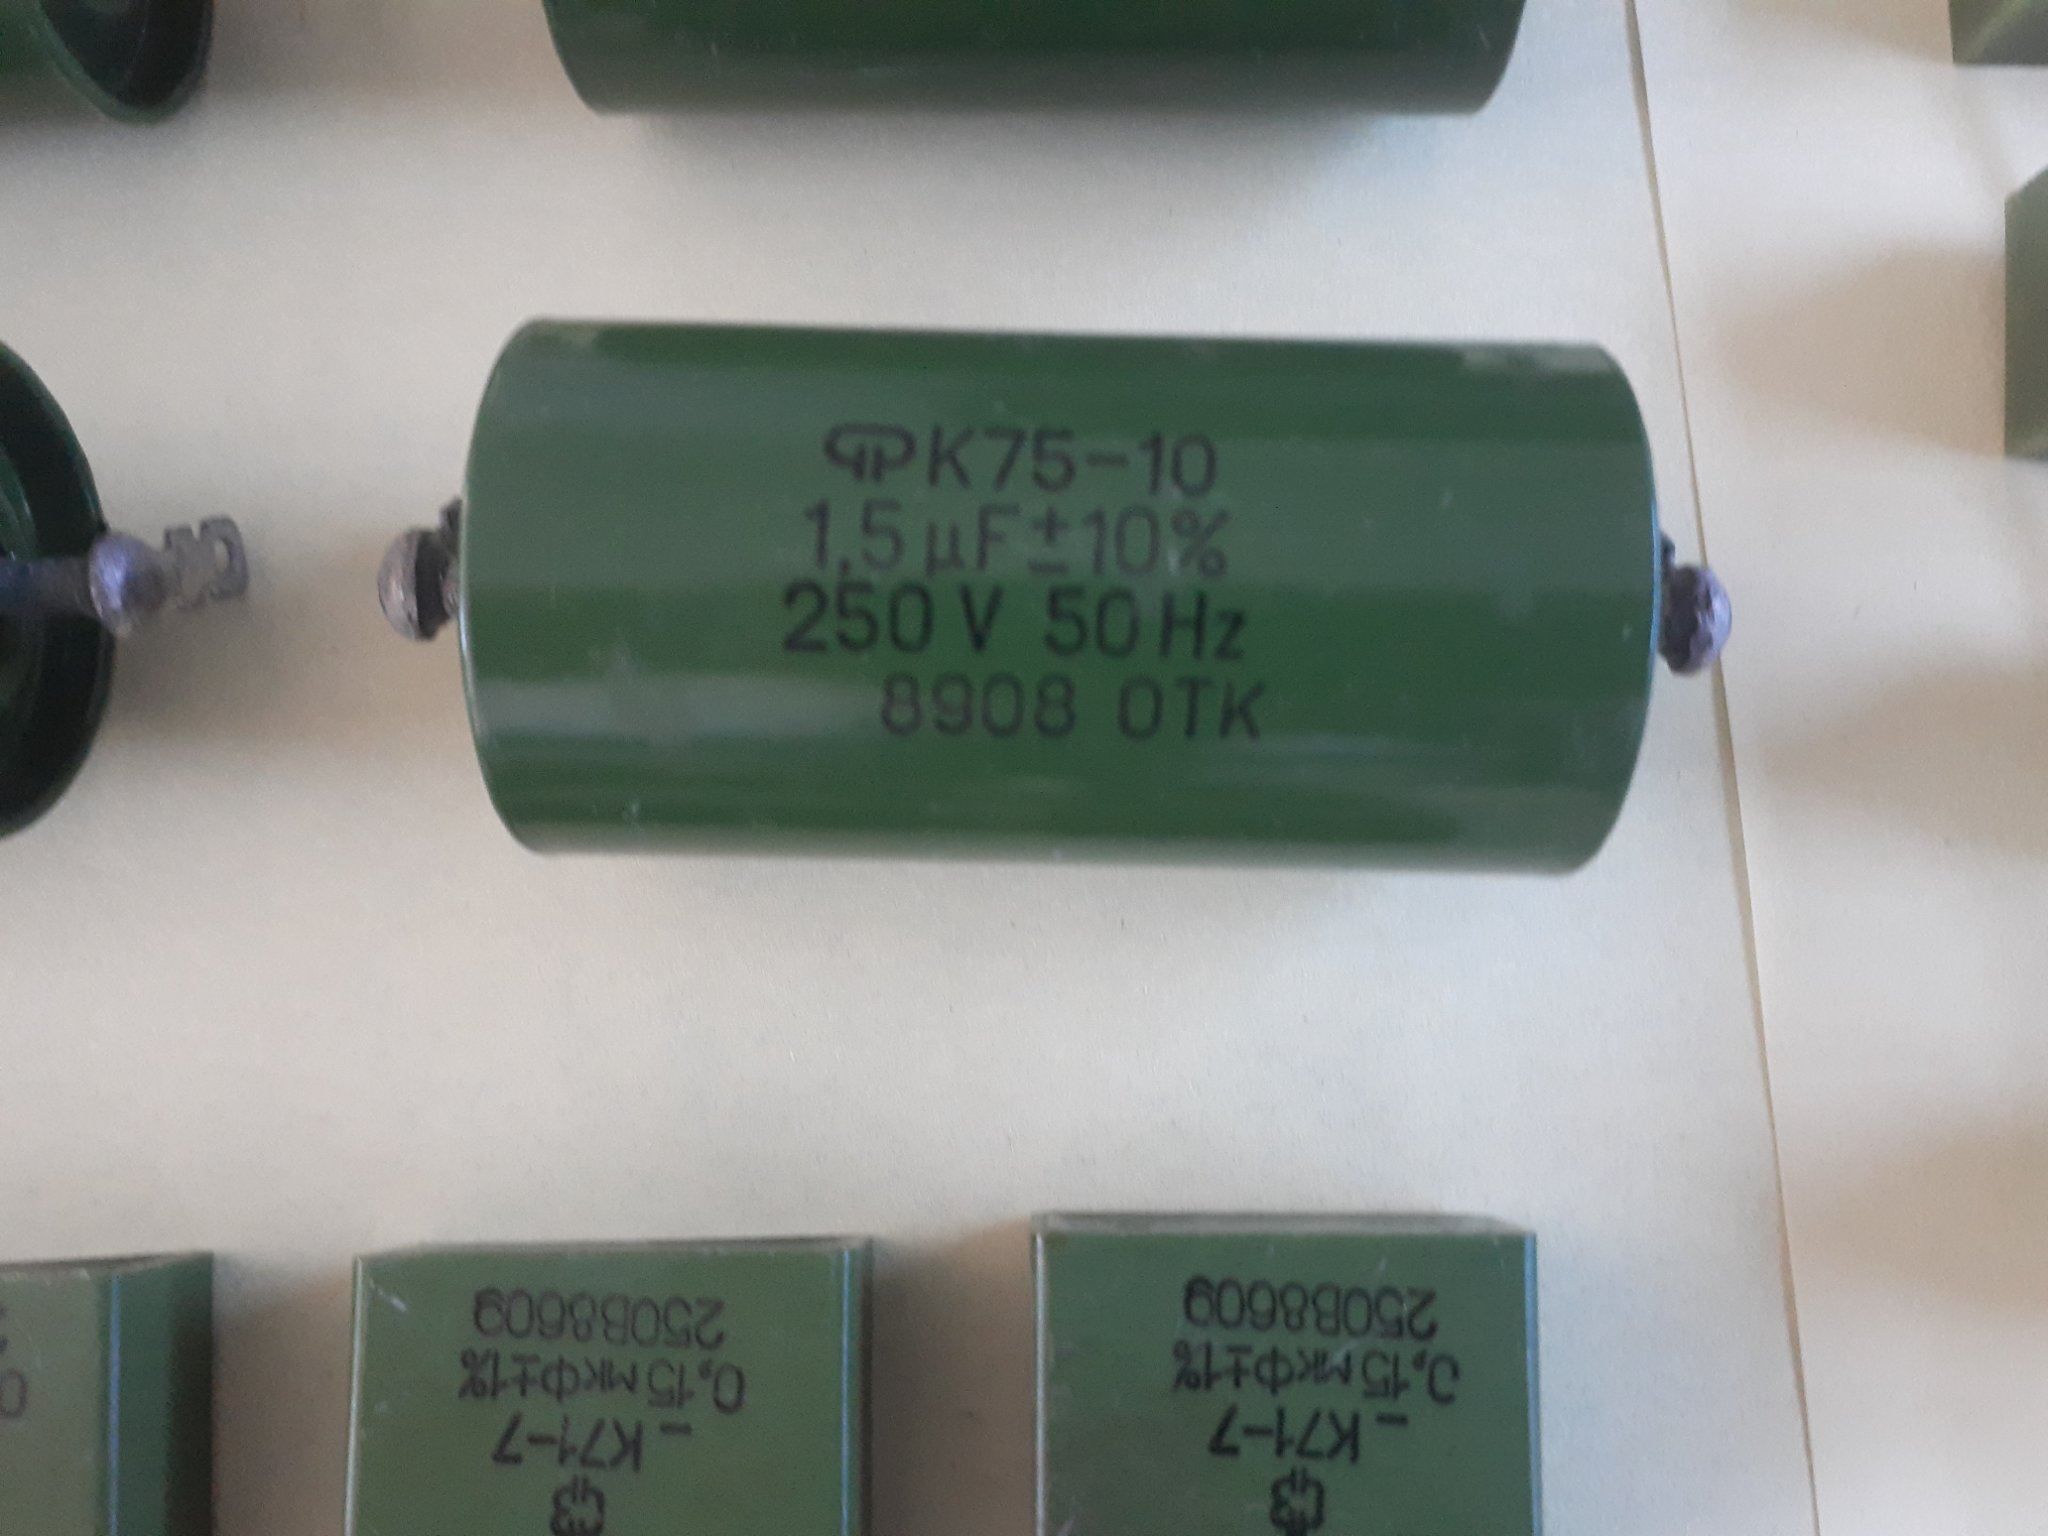 К75-10
1,5 µF ±10%
250 V 50 Hz
8908 ОТК
К71-7
0,15 мкФ±1%
250В8609
К71-7
0,15 мкФ±1%
250В8609